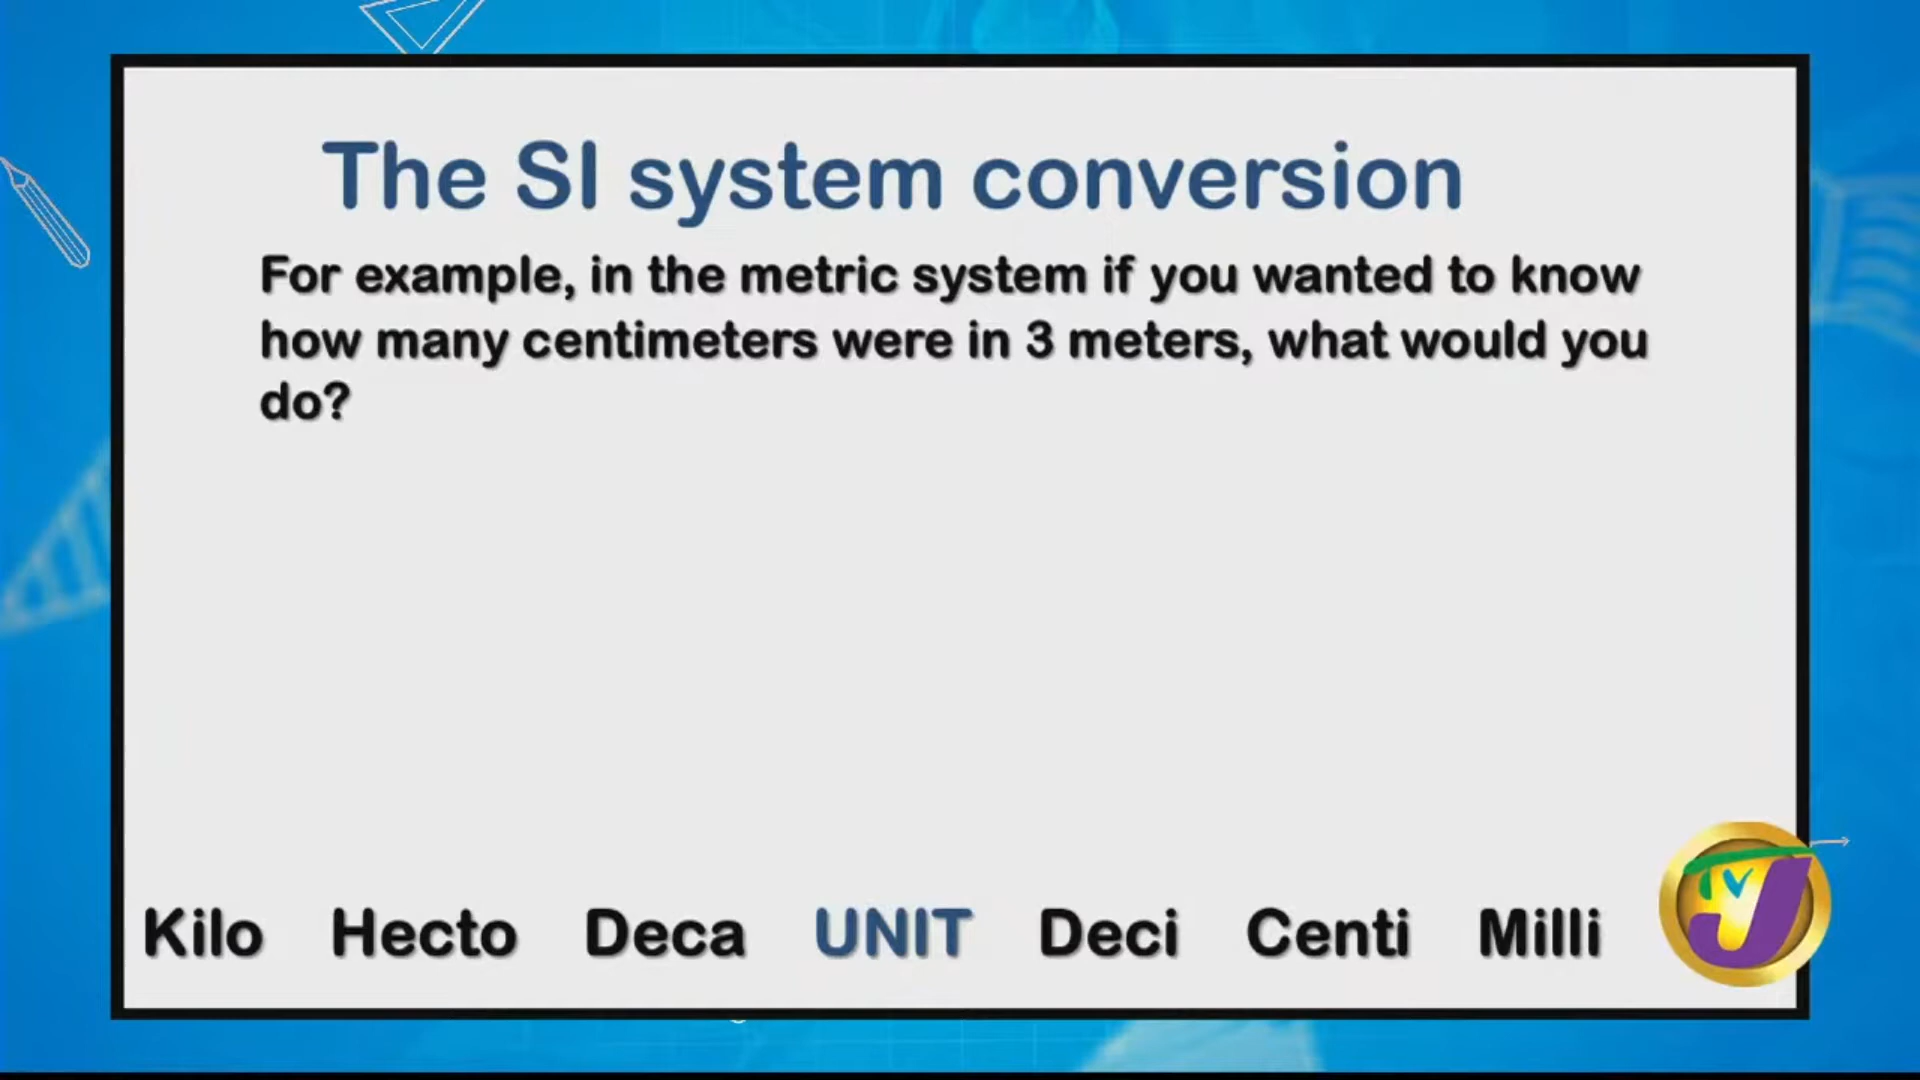 The SI system conversion
For example, in the metric system if you wanted to know
how many centimeters were in 3 meters, what would you
do?
Kilo Hecto Deca UNIT Deci Centi Milli
TVJ